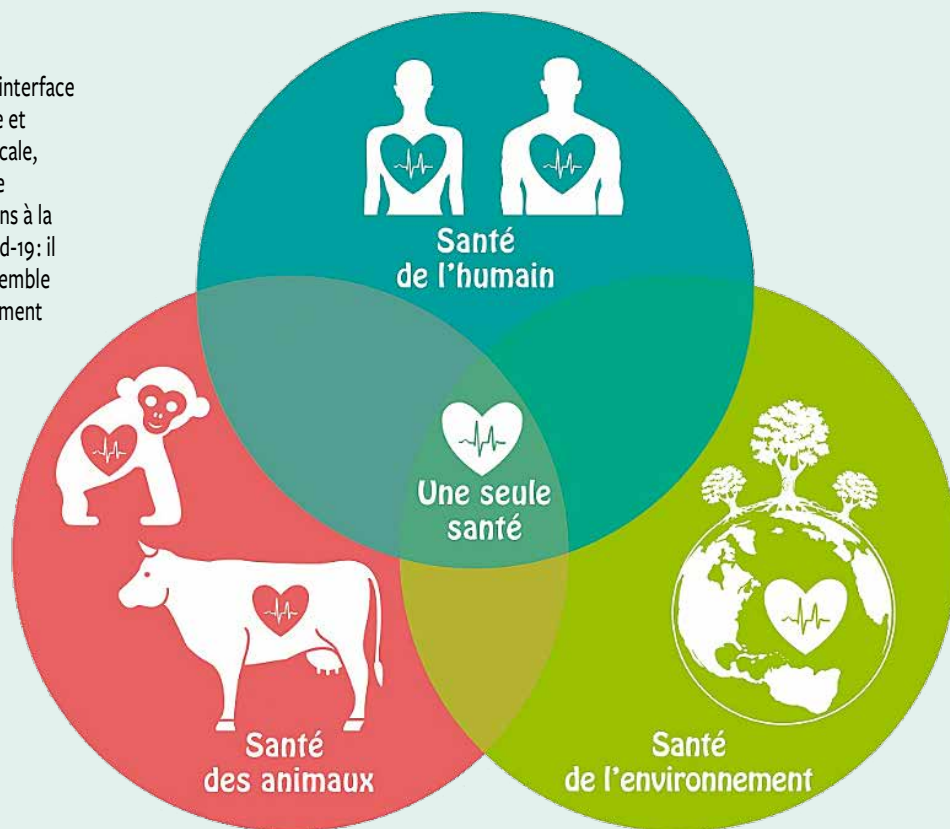 interface
et
cale,
ns à la
d-19: il
emble
ment
Santé
de l'humain
Une seule
santé
Santé
des animaux
Santé
de l'environnement